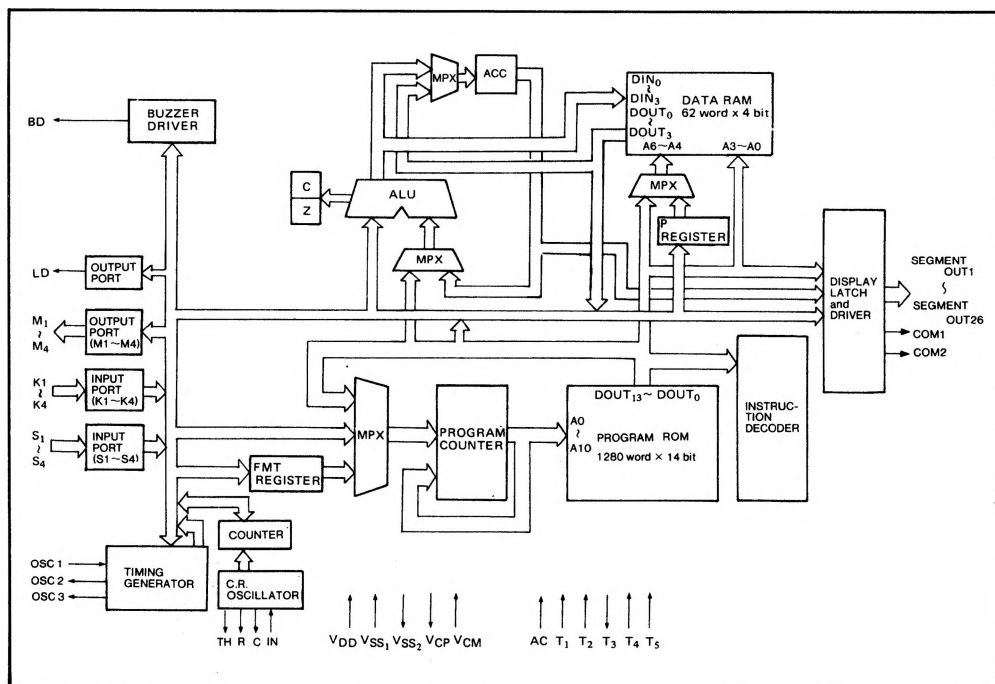 BUZZER
DRIVER
BD
MPX
ACC
DIN0
~
DIN3
DOUT0
~
DOUT3
DATA RAM
62 word x 4 bit
A6~A4
A3~A0
MPX
P
REGISTER
C
Z
ALU
MPX
LD
OUTPUT
PORT
M1
~
M4
OUTPUT
PORT
(M1~M4)
K1
~
K4
INPUT
PORT
(K1~K4)
S1
~
S4
INPUT
PORT
(S1~S4)
DISPLAY
LATCH
and
DRIVER
SEGMENT
OUT1
~
SEGMENT
OUT26
COM1
COM2
MPX
PROGRAM
COUNTER
DOUT13~ DOUT0
A0
~
A10
PROGRAM ROM
1280 word × 14 bit
INSTRUC-
TION
DECODER
FMT
REGISTER
COUNTER
C.R.
OSCILLATOR
TIMING
GENERATOR
OSC 1
OSC 2
OSC 3
TH R C IN
VDD VSS1 VSS2 VCP VCM
AC T1 T2 T3 T4 T5